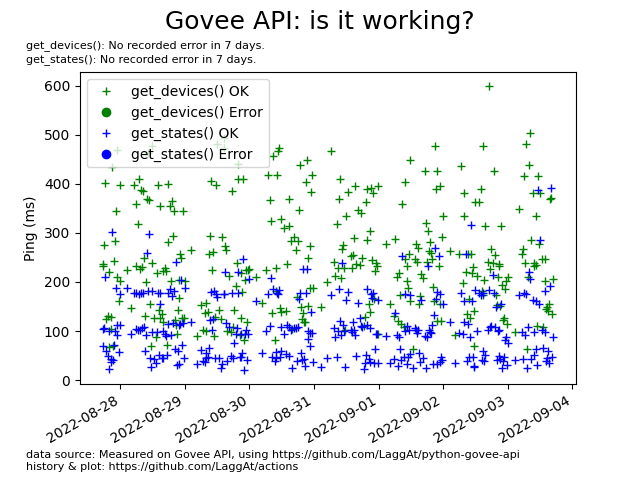 Govee API: is it working?
get_devices(): No recorded error in 7 days.
get_states(): No recorded error in 7 days.
get_devices() OK
get_devices() Error
get_states() OK
get_states() Error
600
500
400
300
200
100
0
Ping (ms)
2022-08-28
2022-08-29
2022-08-30
2022-08-31
2022-09-01
2022-09-02
2022-09-03
2022-09-04
data source: Measured on Govee API, using https://github.com/LaggAt/python-govee-api
history & plot: https://github.com/LaggAt/actions